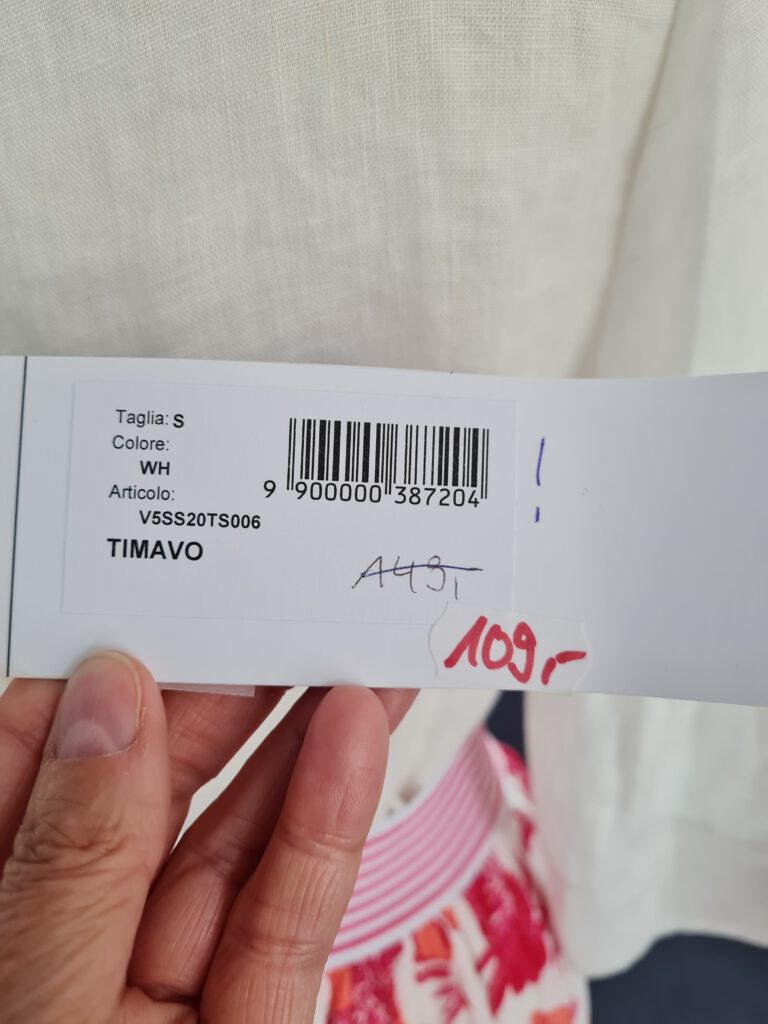 Taglia: S
Colore:
WH
Articolo:
V5SS20TS006
TIMAVO
9 900000 387204
149,-
109,-
!